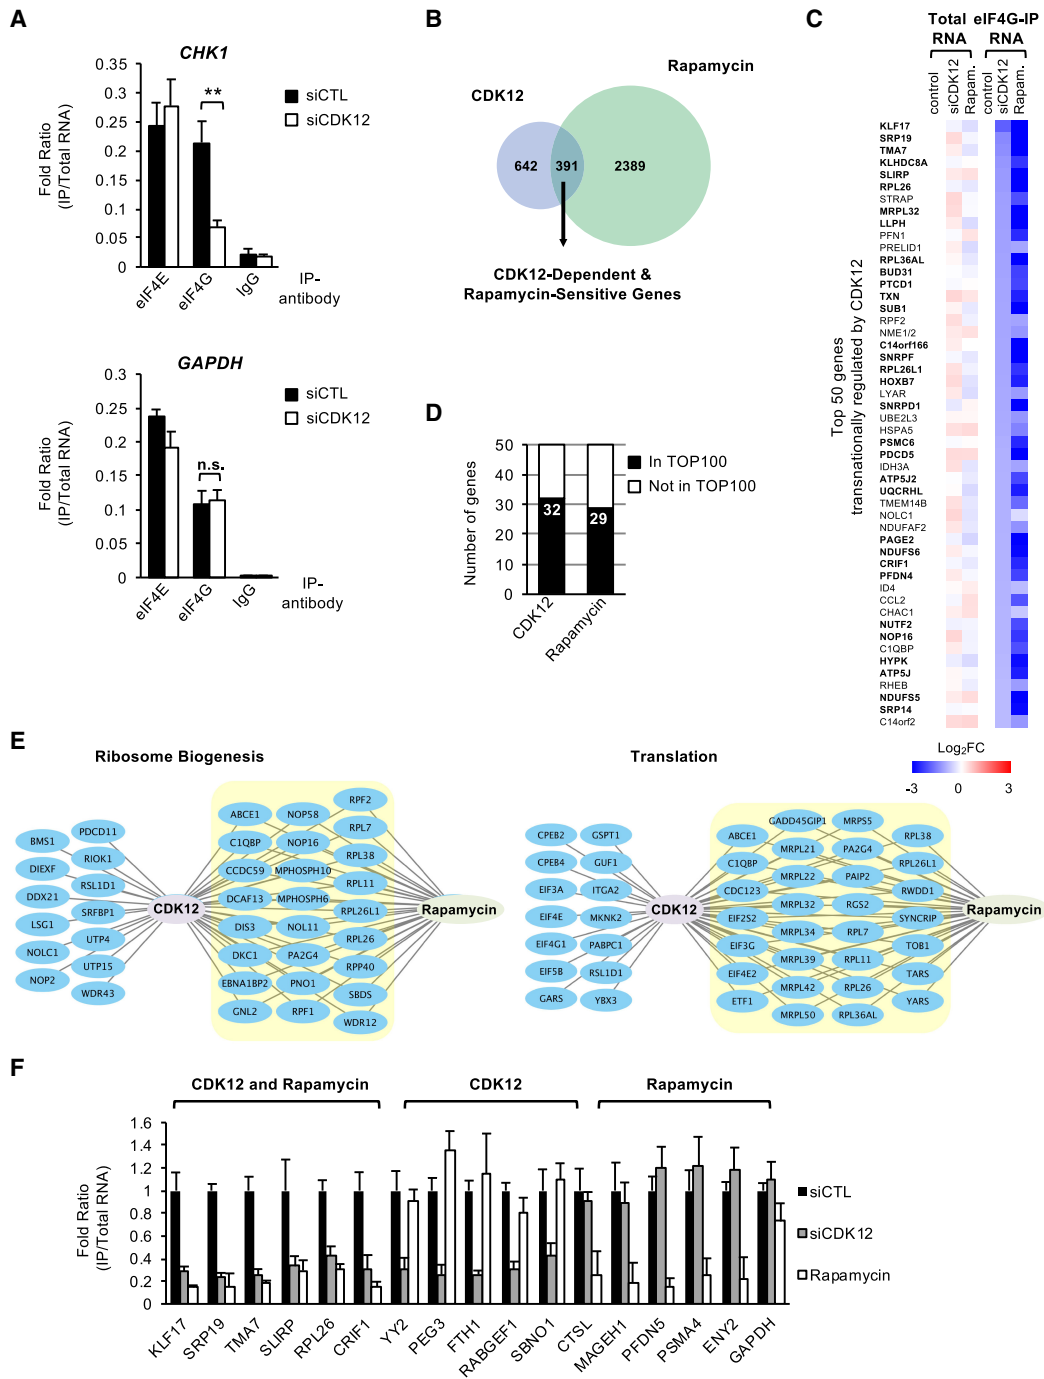 A
CHK1
0.35
0.3
0.25
0.2
0.15
0.1
0.05
0
Fold Ratio
(IP/Total RNA)
**
siCTL
siCDK12
eIF4E
eIF4G
IgG
IP-
antibody
GAPDH
0.3
0.25
0.2
0.15
0.1
0.05
0
Fold Ratio
(IP/Total RNA)
n.s.
siCTL
siCDK12
eIF4E
eIF4G
IgG
IP-
antibody
B
Rapamycin
CDK12
642
391
2389
CDK12-Dependent &
Rapamycin-Sensitive Genes
C
Total eIF4G-IP
RNA RNA
control
siCDK12
Rapam.
control
siCDK12
Rapam.
Top 50 genes
transnationally regulated by CDK12
KLF17
SRP19
TMA7
KLHDC8A
SLIRP
RPL26
STRAP
MRPL32
LLPH
PFN1
PRELID1
RPL36AL
BUD31
PTCD1
TXN
SUB1
RPF2
NME1/2
C14orf166
SNRPF
RPL26L1
HOXB7
LYAR
SNRPD1
UBE2L3
HSPA5
PSMC6
PDCD5
IDH3A
ATP5J2
UQCRHL
TMEM14B
NOLC1
NDUFAF2
PAGE2
NDUFS6
CRIF1
PFDN4
ID4
CCL2
CHAC1
NUTF2
NOP16
C1QBP
HYPK
ATP5J
RHEB
NDUFS5
SRP14
C14orf2
Log2FC
-3 0 3
D
50
40
30
20
10
0
Number of genes
32
29
In TOP100
Not in TOP100
CDK12
Rapamycin
E
Ribosome Biogenesis
BMS1
DIEXF
DDX21
LSG1
NOLC1
NOP2
PDCD11
RIOK1
RSL1D1
SRFBP1
UTP4
UTP15
WDR43
CDK12
ABCE1
C1QBP
CCDC59
DCAF13
DIS3
DKC1
EBNA1BP2
GNL2
NOP58
NOP16
MPHOSPH10
MPHOSPH6
NOL11
PA2G4
PNO1
RPF1
RPF2
RPL7
RPL38
RPL11
RPL26L1
RPL26
RPP40
SBDS
WDR12
Rapamycin
Translation
CPEB2
CPEB4
EIF3A
EIF4E
EIF4G1
EIF5B
GARS
GSPT1
GUF1
ITGA2
MKNK2
PABPC1
RSL1D1
YBX3
CDK12
ABCE1
C1QBP
CDC123
EIF2S2
EIF3G
EIF4E2
ETF1
GADD45GIP1
MRPL21
MRPL22
MRPL32
MRPL34
MRPL39
MRPL42
MRPL50
MRPS5
PA2G4
PAIP2
RGS2
RPL7
RPL11
RPL26
RPL36AL
RPL38
RPL26L1
RWDD1
SYNCRIP
TOB1
TARS
YARS
Rapamycin
F
CDK12 and Rapamycin
CDK12
Rapamycin
1.6
1.4
1.2
1
0.8
0.6
0.4
0.2
0
Fold Ratio
(IP/Total RNA)
siCTL
siCDK12
Rapamycin
KLF17
SRP19
TMA7
SLIRP
RPL26
CRIF1
YY2
PEG3
FTH1
RABGEF1
SBNO1
CTSL
MAGEH1
PFDN5
PSMA4
ENY2
GAPDH